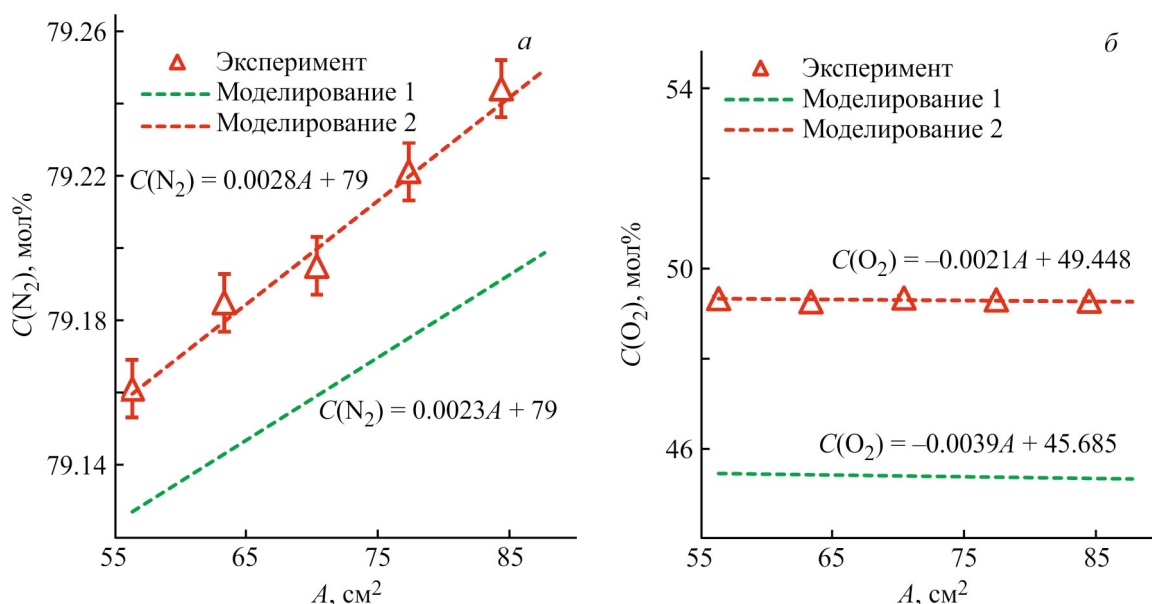 а
79.26
79.22
79.18
79.14
C(N₂), мол%
Эксперимент
Моделирование 1
Моделирование 2
C(N₂) = 0.0028A + 79
C(N₂) = 0.0023A + 79
55
65
75
85
A, см²
б
54
50
46
C(O₂), мол%
Эксперимент
Моделирование 1
Моделирование 2
C(O₂) = –0.0021A + 49.448
C(O₂) = –0.0039A + 45.685
55
65
75
85
A, см²